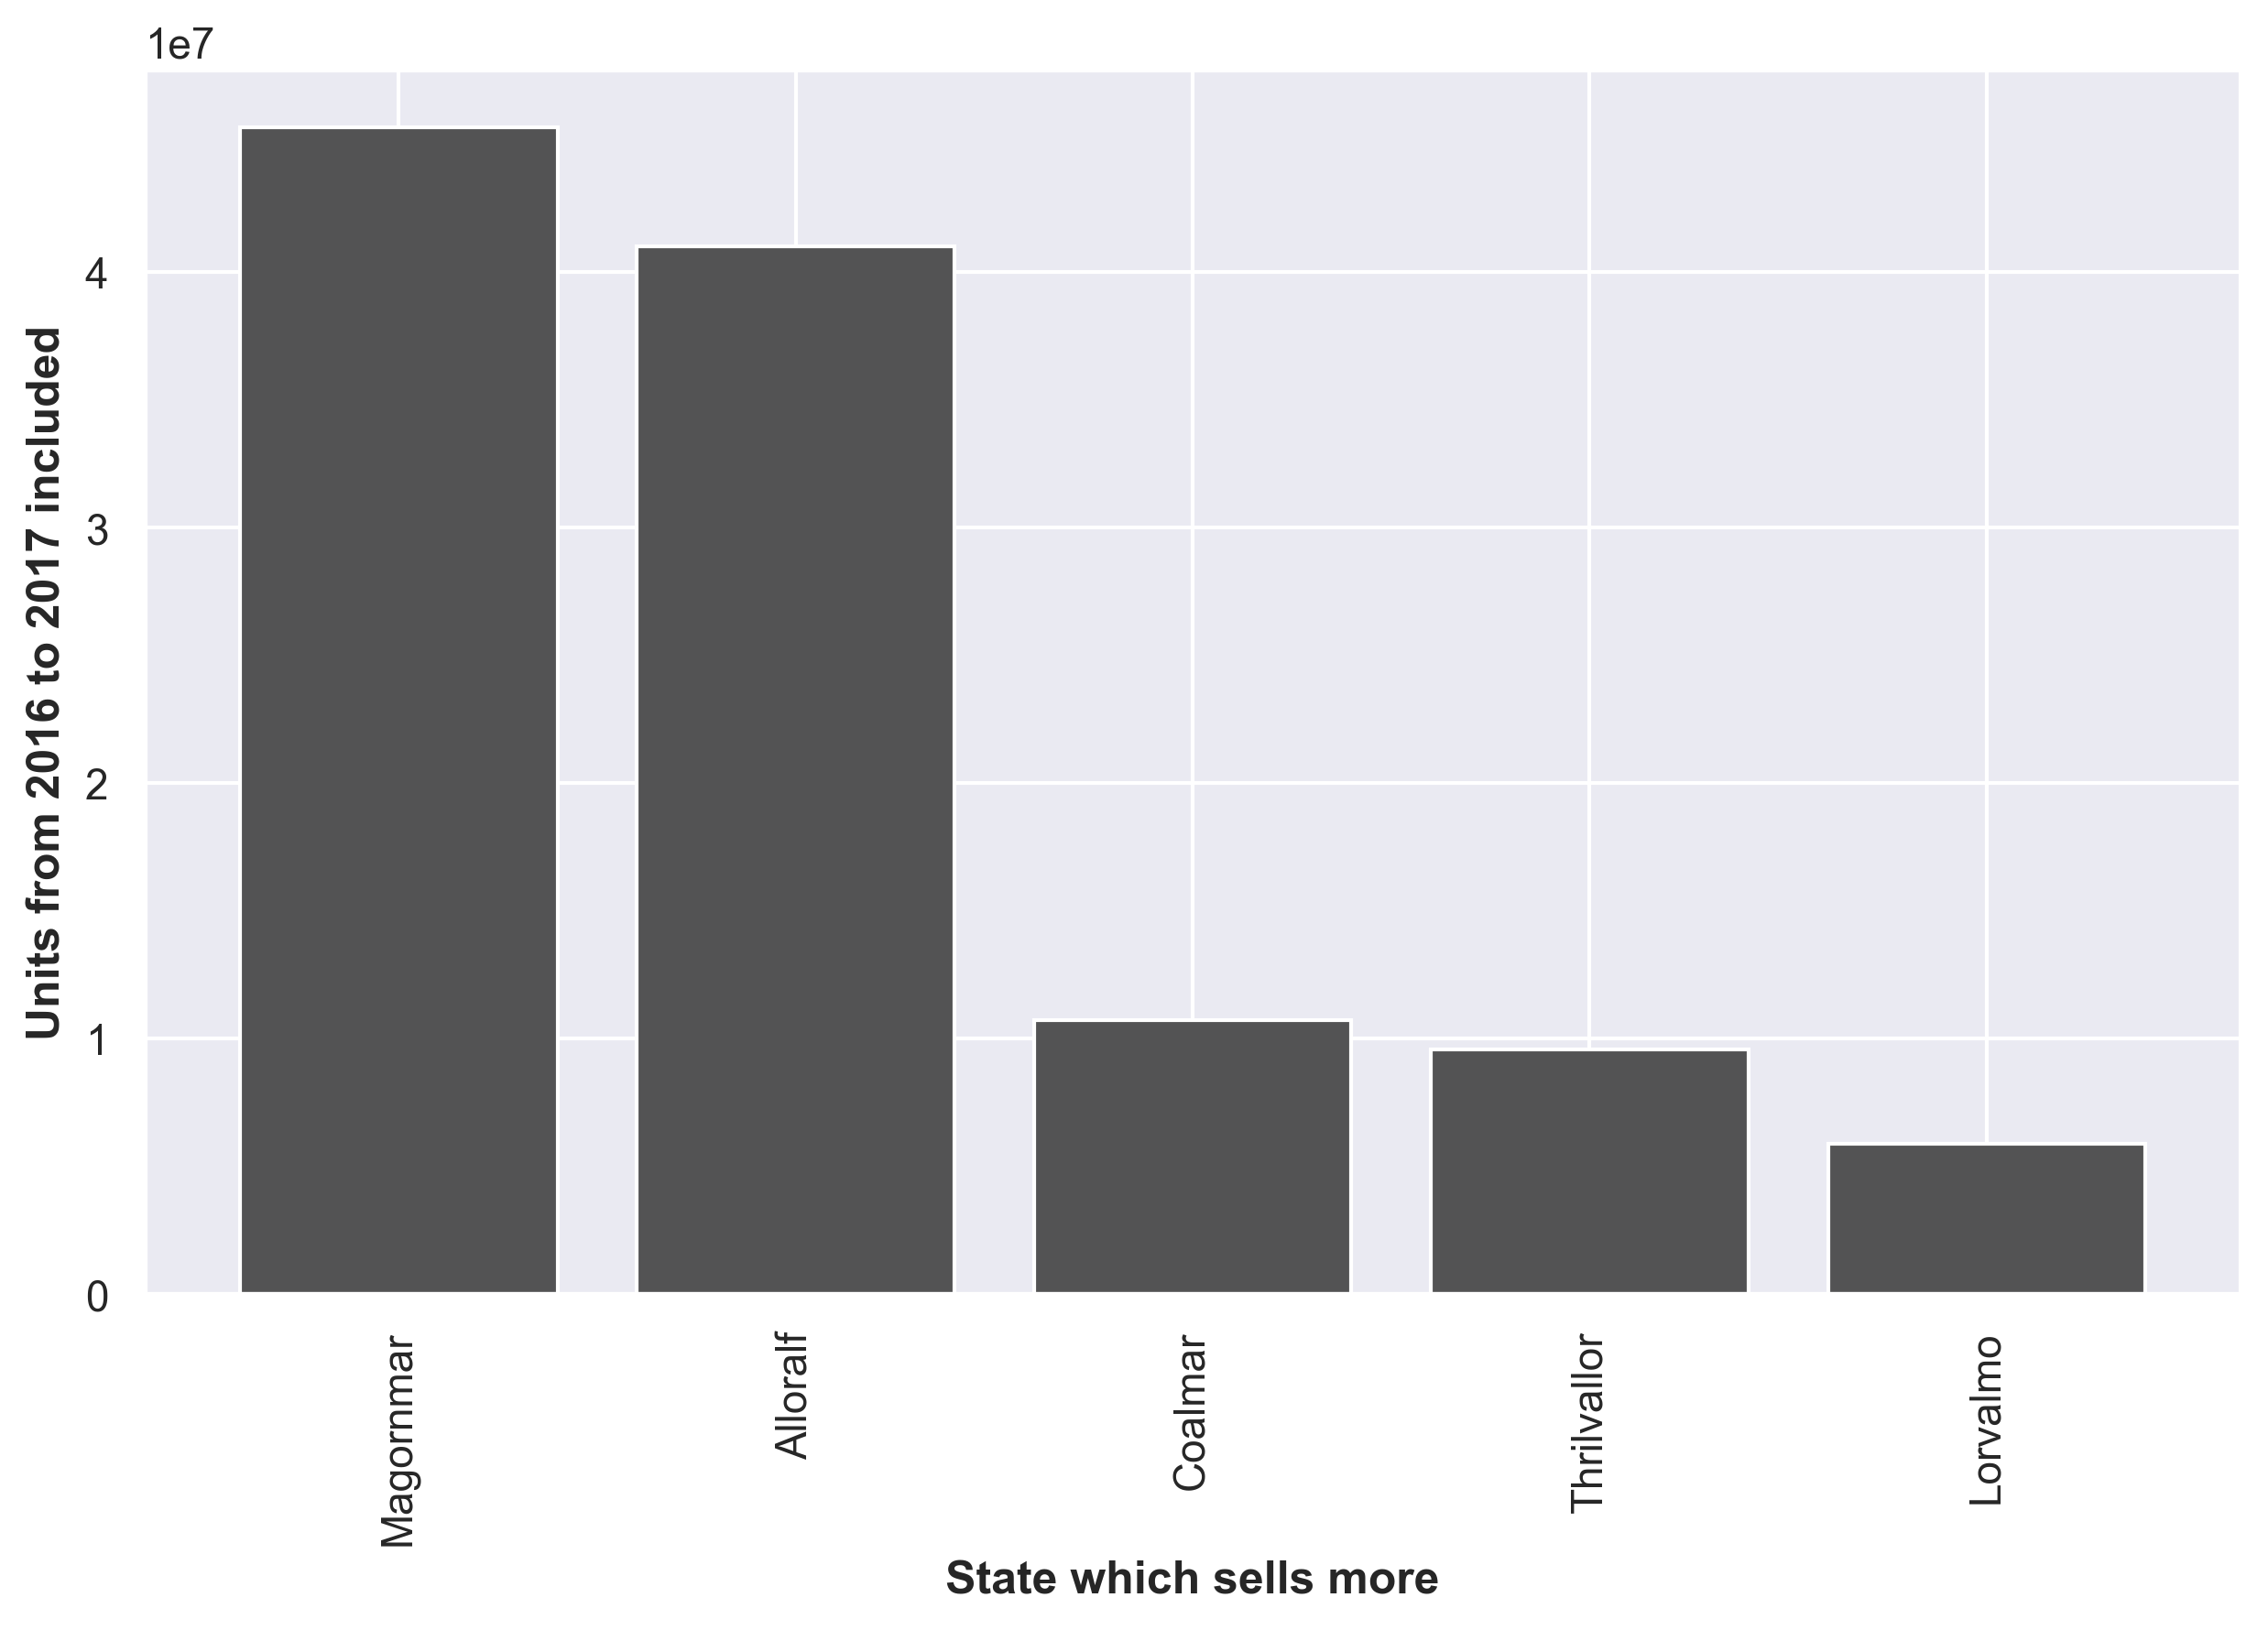 1e7
4
3
2
1
0
Units from 2016 to 2017 included
Magornmar
Alloralf
Coalmar
Thrilvallor
Lorvalmo
State which sells more